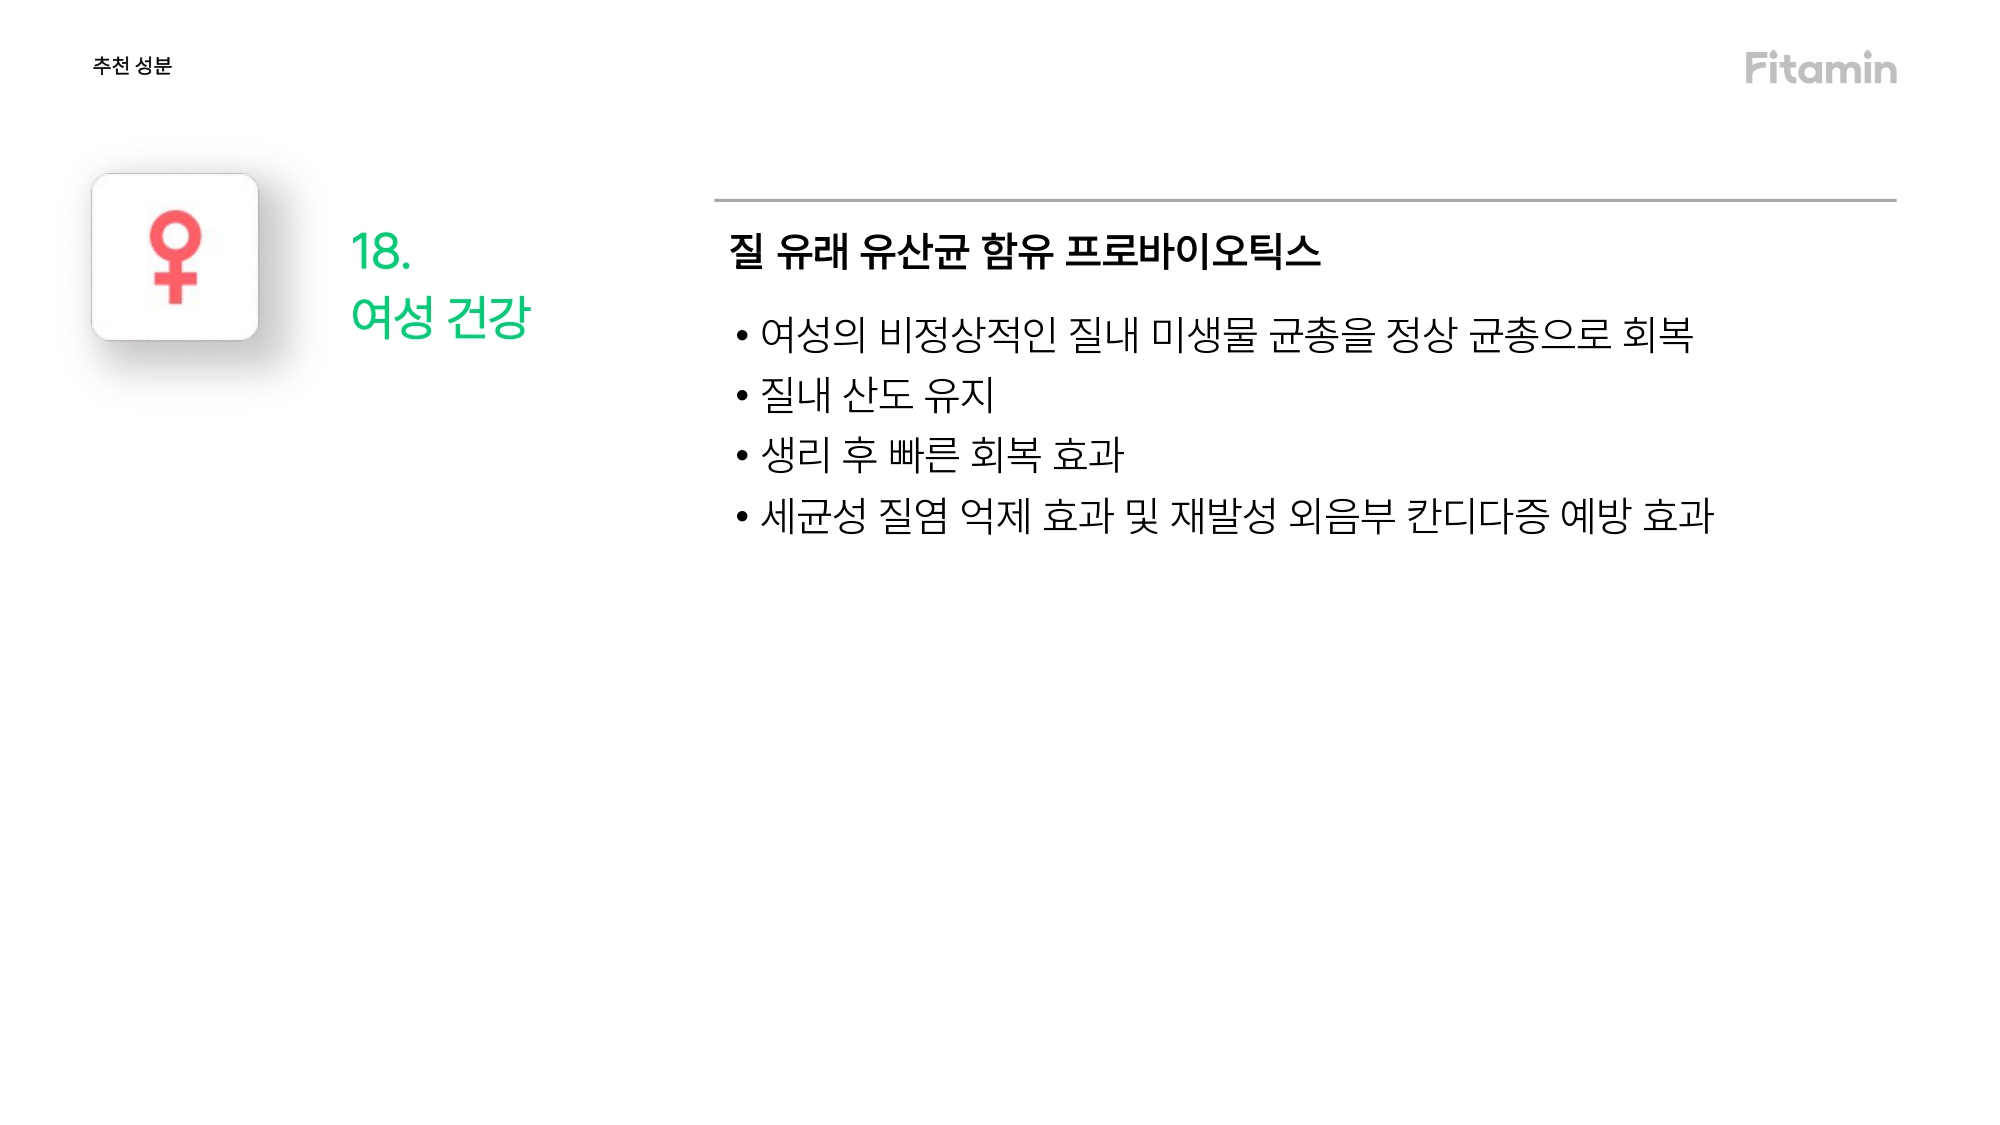 추천 성분
Fitamin
18.
여성 건강
질 유래 유산균 함유 프로바이오틱스
• 여성의 비정상적인 질내 미생물 균총을 정상 균총으로 회복
• 질내 산도 유지
• 생리 후 빠른 회복 효과
• 세균성 질염 억제 효과 및 재발성 외음부 칸디다증 예방 효과